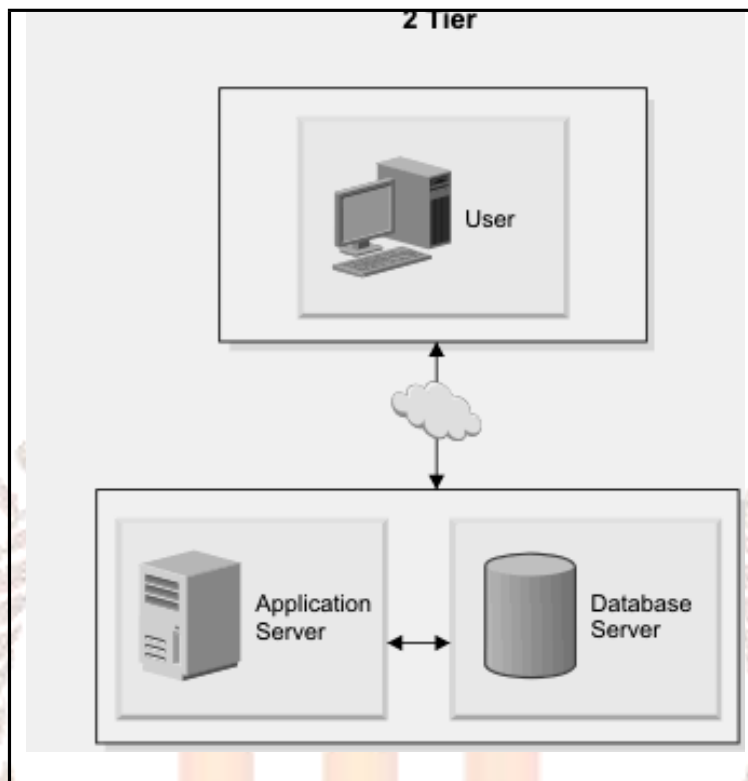 2 Tier
User
Application
Server
Database
Server